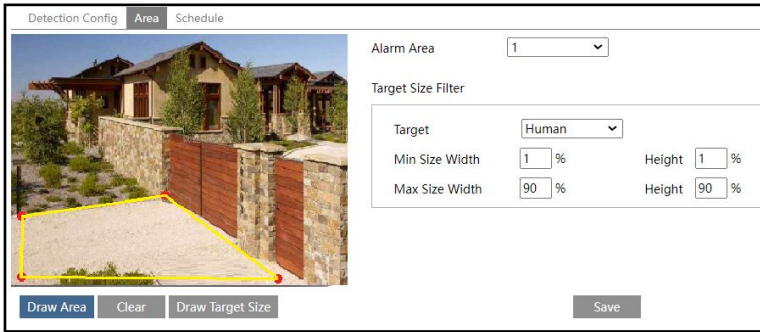 Detection Config Area Schedule
Alarm Area 1
Target Size Filter
Target Human
Min Size Width 1 % Height 1 %
Max Size Width 90 % Height 90 %
Draw Area Clear Draw Target Size Save